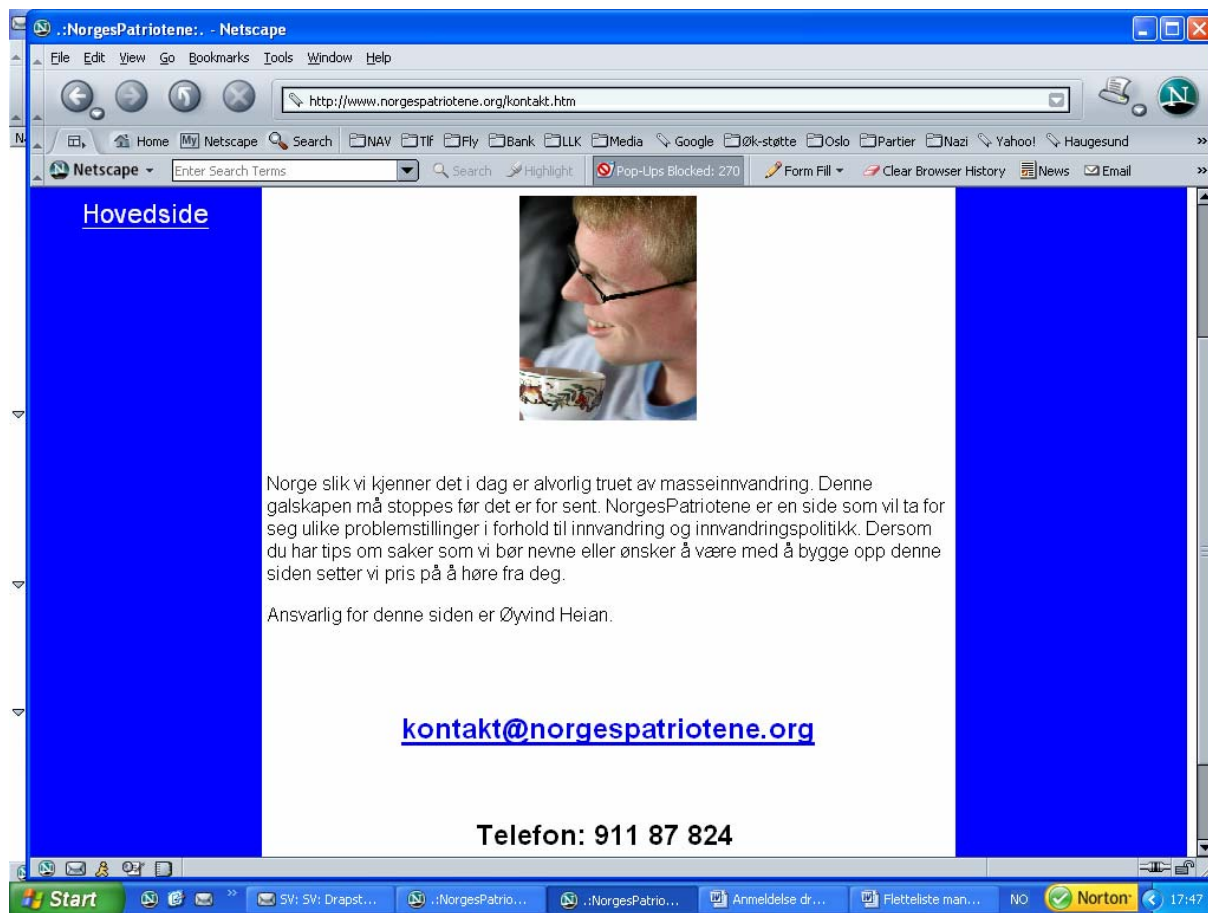 .:NorgesPatriotene:. - Netscape
File Edit View Go Bookmarks Tools Window Help
http://www.norgespatriotene.org/kontakt.htm
N
Home My Netscape Search NAV Tlf Fly Bank LLK Media Google Øk-støtte Oslo Partier Nazi Yahoo! Haugesund »
Netscape Enter Search Terms Search Highlight Pop-Ups Blocked: 270 Form Fill Clear Browser History News Email »
Hovedside
Norge slik vi kjenner det i dag er alvorlig truet av masseinnvandring. Denne
galskapen må stoppes før det er for sent. NorgesPatriotene er en side som vil ta for
seg ulike problemstillinger i forhold til innvandring og innvandringspolitikk. Dersom
du har tips om saker som vi bør nevne eller ønsker å være med å bygge opp denne
siden setter vi pris på å høre fra deg.
Ansvarlig for denne siden er Øyvind Heian.
kontakt@norgespatriotene.org
Telefon: 911 87 824
Start » SV: SV: Drapst... .:NorgesPatrio... .:NorgesPatrio... Anmeldelse dr... Fletteliste man... NO Norton 17:47